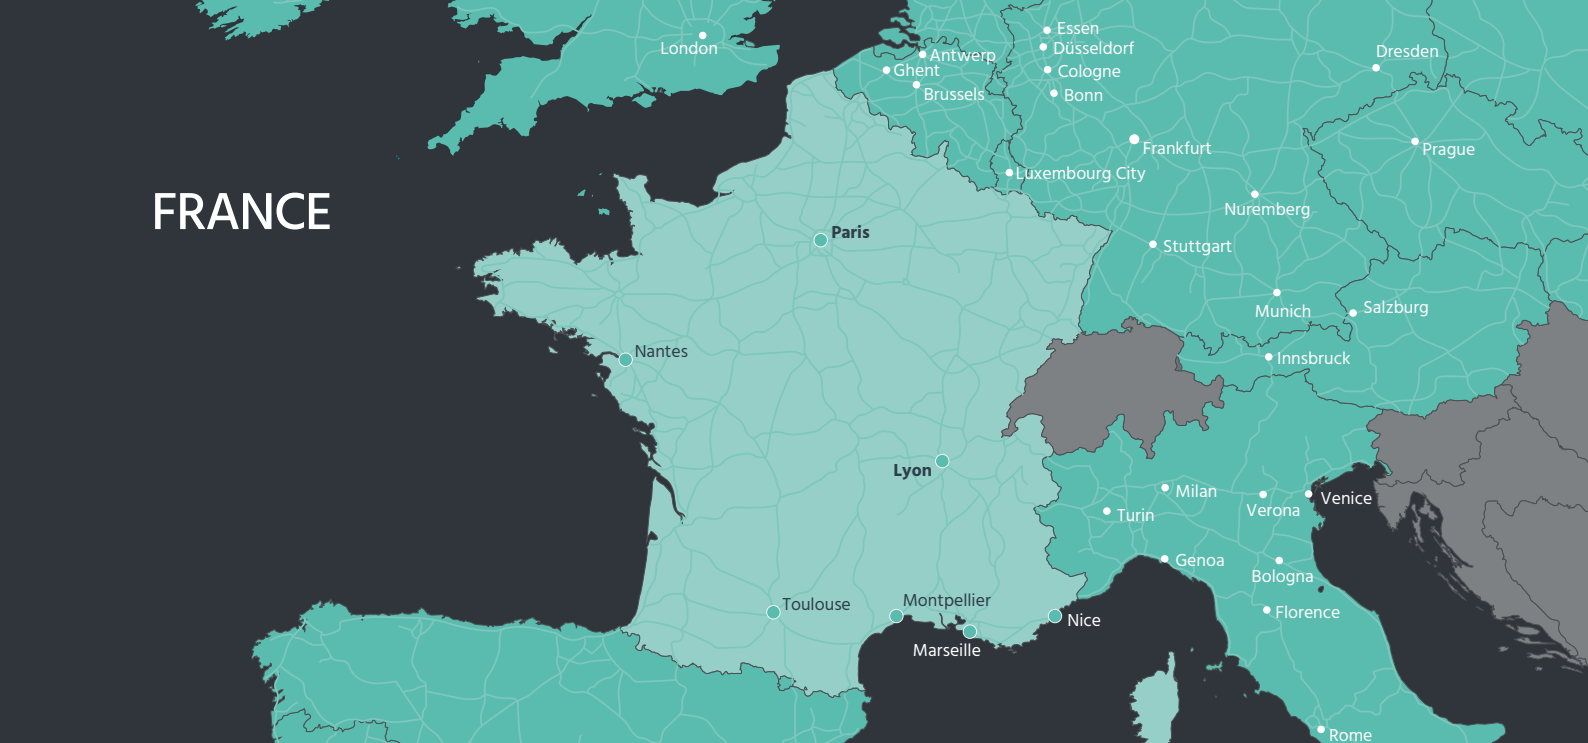 London
Essen
Düsseldorf
Antwerp
Ghent
Cologne
Brussels
Bonn
Dresden
Frankfurt
Prague
Luxembourg City
FRANCE
Nuremberg
Paris
Stuttgart
Munich
Salzburg
Nantes
Innsbruck
Lyon
Milan
Verona
Venice
Turin
Genoa
Bologna
Toulouse
Montpellier
Nice
Florence
Marseille
Rome